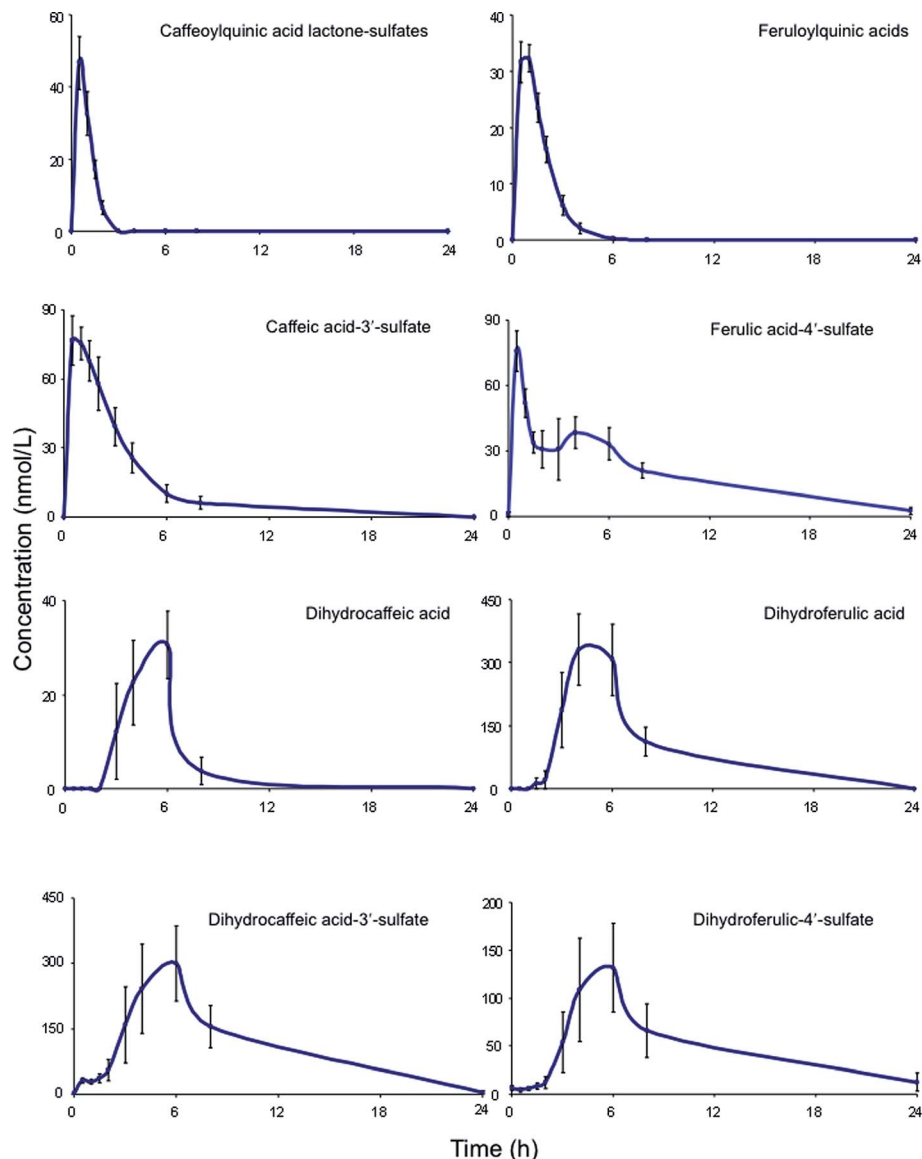 Caffeoylquinic acid lactone-sulfates
60
40
20
0
0 6 12 18 24
Feruloylquinic acids
40
30
20
10
0
0 6 12 18 24
Caffeic acid-3′-sulfate
90
60
30
0
0 6 12 18 24
Ferulic acid-4′-sulfate
90
60
30
0
0 6 12 18 24
Concentration (nmol/L)
Dihydrocaffeic acid
40
20
0
0 6 12 18 24
Dihydroferulic acid
450
300
150
0
0 6 12 18 24
Dihydrocaffeic acid-3′-sulfate
450
300
150
0
0 6 12 18 24
Dihydroferulic-4′-sulfate
200
150
100
50
0
0 6 12 18 24
Time (h)